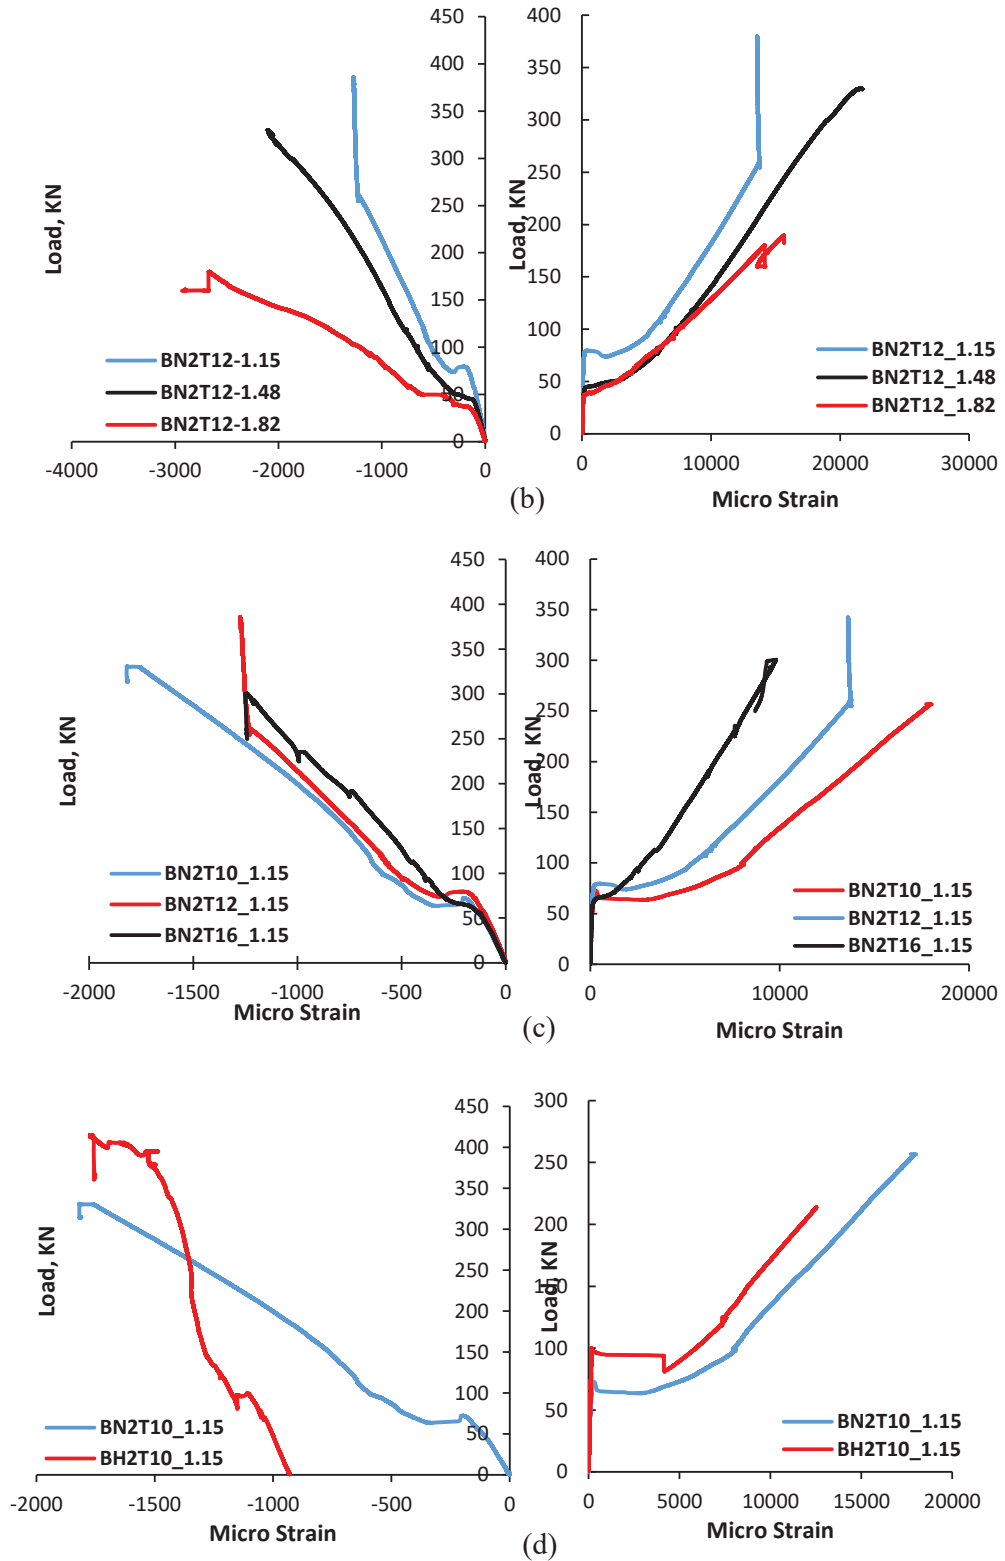 450
400
350
300
250
200
150
100
50
0
Load, KN
BN2T12-1.15
BN2T12-1.48
BN2T12-1.82
-4000
-3000
-2000
-1000
0
400
350
300
250
200
150
100
50
0
Load, KN
BN2T12_1.15
BN2T12_1.48
BN2T12_1.82
0
10000
20000
30000
Micro Strain
(b)
450
400
350
300
250
200
150
100
50
0
Load, KN
BN2T10_1.15
BN2T12_1.15
BN2T16_1.15
-2000
-1500
-1000
-500
0
Micro Strain
400
350
300
250
200
150
100
50
0
Load, KN
BN2T10_1.15
BN2T12_1.15
BN2T16_1.15
0
10000
20000
Micro Strain
(c)
450
400
350
300
250
200
150
100
50
0
Load, KN
BN2T10_1.15
BH2T10_1.15
-2000
-1500
-1000
-500
0
Micro Strain
300
250
200
150
100
50
0
Load, KN
BN2T10_1.15
BH2T10_1.15
0
5000
10000
15000
20000
Micro Strain
(d)